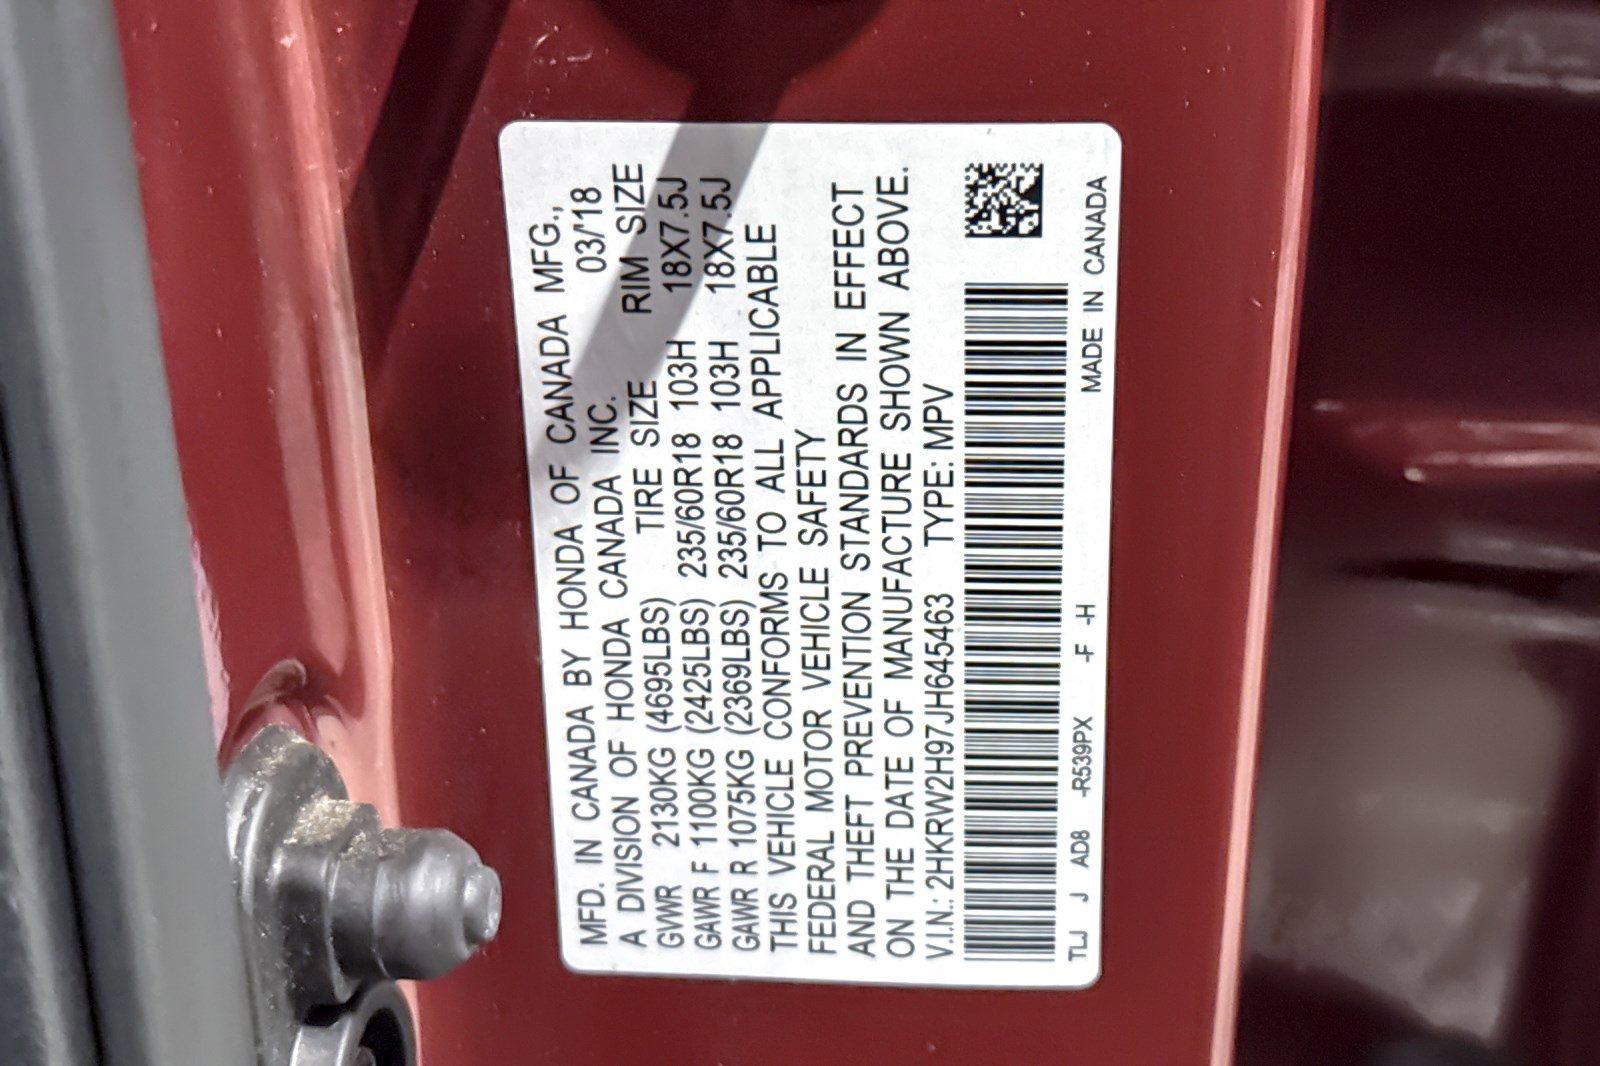 MFD. IN CANADA BY HONDA OF CANADA MFG.,
A DIVISION OF HONDA CANADA INC. 03/'18
GVWR 2130KG (4695LBS) TIRE SIZE RIM SIZE
GAWR F 1100KG (2425LBS) 235/60R18 103H 18X7.5J
GAWR R 1075KG (2369LBS) 235/60R18 103H 18X7.5J
THIS VEHICLE CONFORMS TO ALL APPLICABLE
FEDERAL MOTOR VEHICLE SAFETY
AND THEFT PREVENTION STANDARDS IN EFFECT
ON THE DATE OF MANUFACTURE SHOWN ABOVE.
V.I.N.: 2HKRW2H97JH645463 TYPE: MPV
TLJ J AD8 -R539PX -F -H MADE IN CANADA